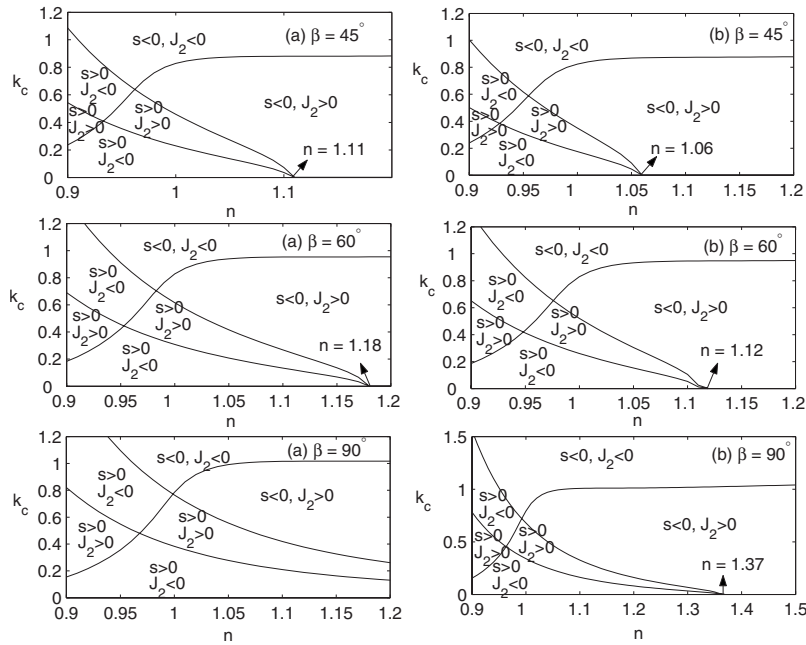 1.2
1
0.8
0.6
0.4
0.2
0
k_c
0.9
1
1.1
n
(a) β = 45°
s<0, J_2<0
s>0
J_2<0
s>0
J_2>0
s>0
J_2>0
s>0
J_2<0
s<0, J_2>0
n = 1.11
1.2
1
0.8
0.6
0.4
0.2
0
k_c
0.9
0.95
1
1.05
1.1
1.15
1.2
n
(b) β = 45°
s<0, J_2<0
s>0
J_2<0
s>0
J_2>0
s>0
J_2>0
s>0
J_2<0
s<0, J_2>0
n = 1.06
1.2
1
0.8
0.6
0.4
0.2
0
k_c
0.9
0.95
1
1.05
1.1
1.15
1.2
n
(a) β = 60°
s<0, J_2<0
s>0
J_2<0
s>0
J_2>0
s>0
J_2>0
s>0
J_2<0
s<0, J_2>0
n = 1.18
1.2
1
0.8
0.6
0.4
0.2
0
k_c
0.9
0.95
1
1.05
1.1
1.15
1.2
n
(b) β = 60°
s<0, J_2<0
s>0
J_2<0
s>0
J_2>0
s>0
J_2>0
s>0
J_2<0
s<0, J_2>0
n = 1.12
1.2
1
0.8
0.6
0.4
0.2
0
k_c
0.9
0.95
1
1.05
1.1
1.15
1.2
n
(a) β = 90°
s<0, J_2<0
s>0
J_2<0
s>0
J_2>0
s>0
J_2>0
s>0
J_2<0
s<0, J_2>0
1.5
1
0.5
0
k_c
0.9
1
1.1
1.2
1.3
1.4
1.5
n
(b) β = 90°
s<0, J_2<0
s>0
J_2<0
s>0
J_2>0
s>0
J_2>0
s>0
J_2<0
s<0, J_2>0
n = 1.37